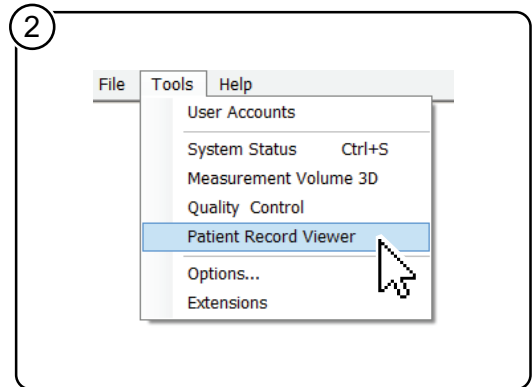 2
File Tools Help
User Accounts
System Status Ctrl+S
Measurement Volume 3D
Quality Control
Patient Record Viewer
Options...
Extensions